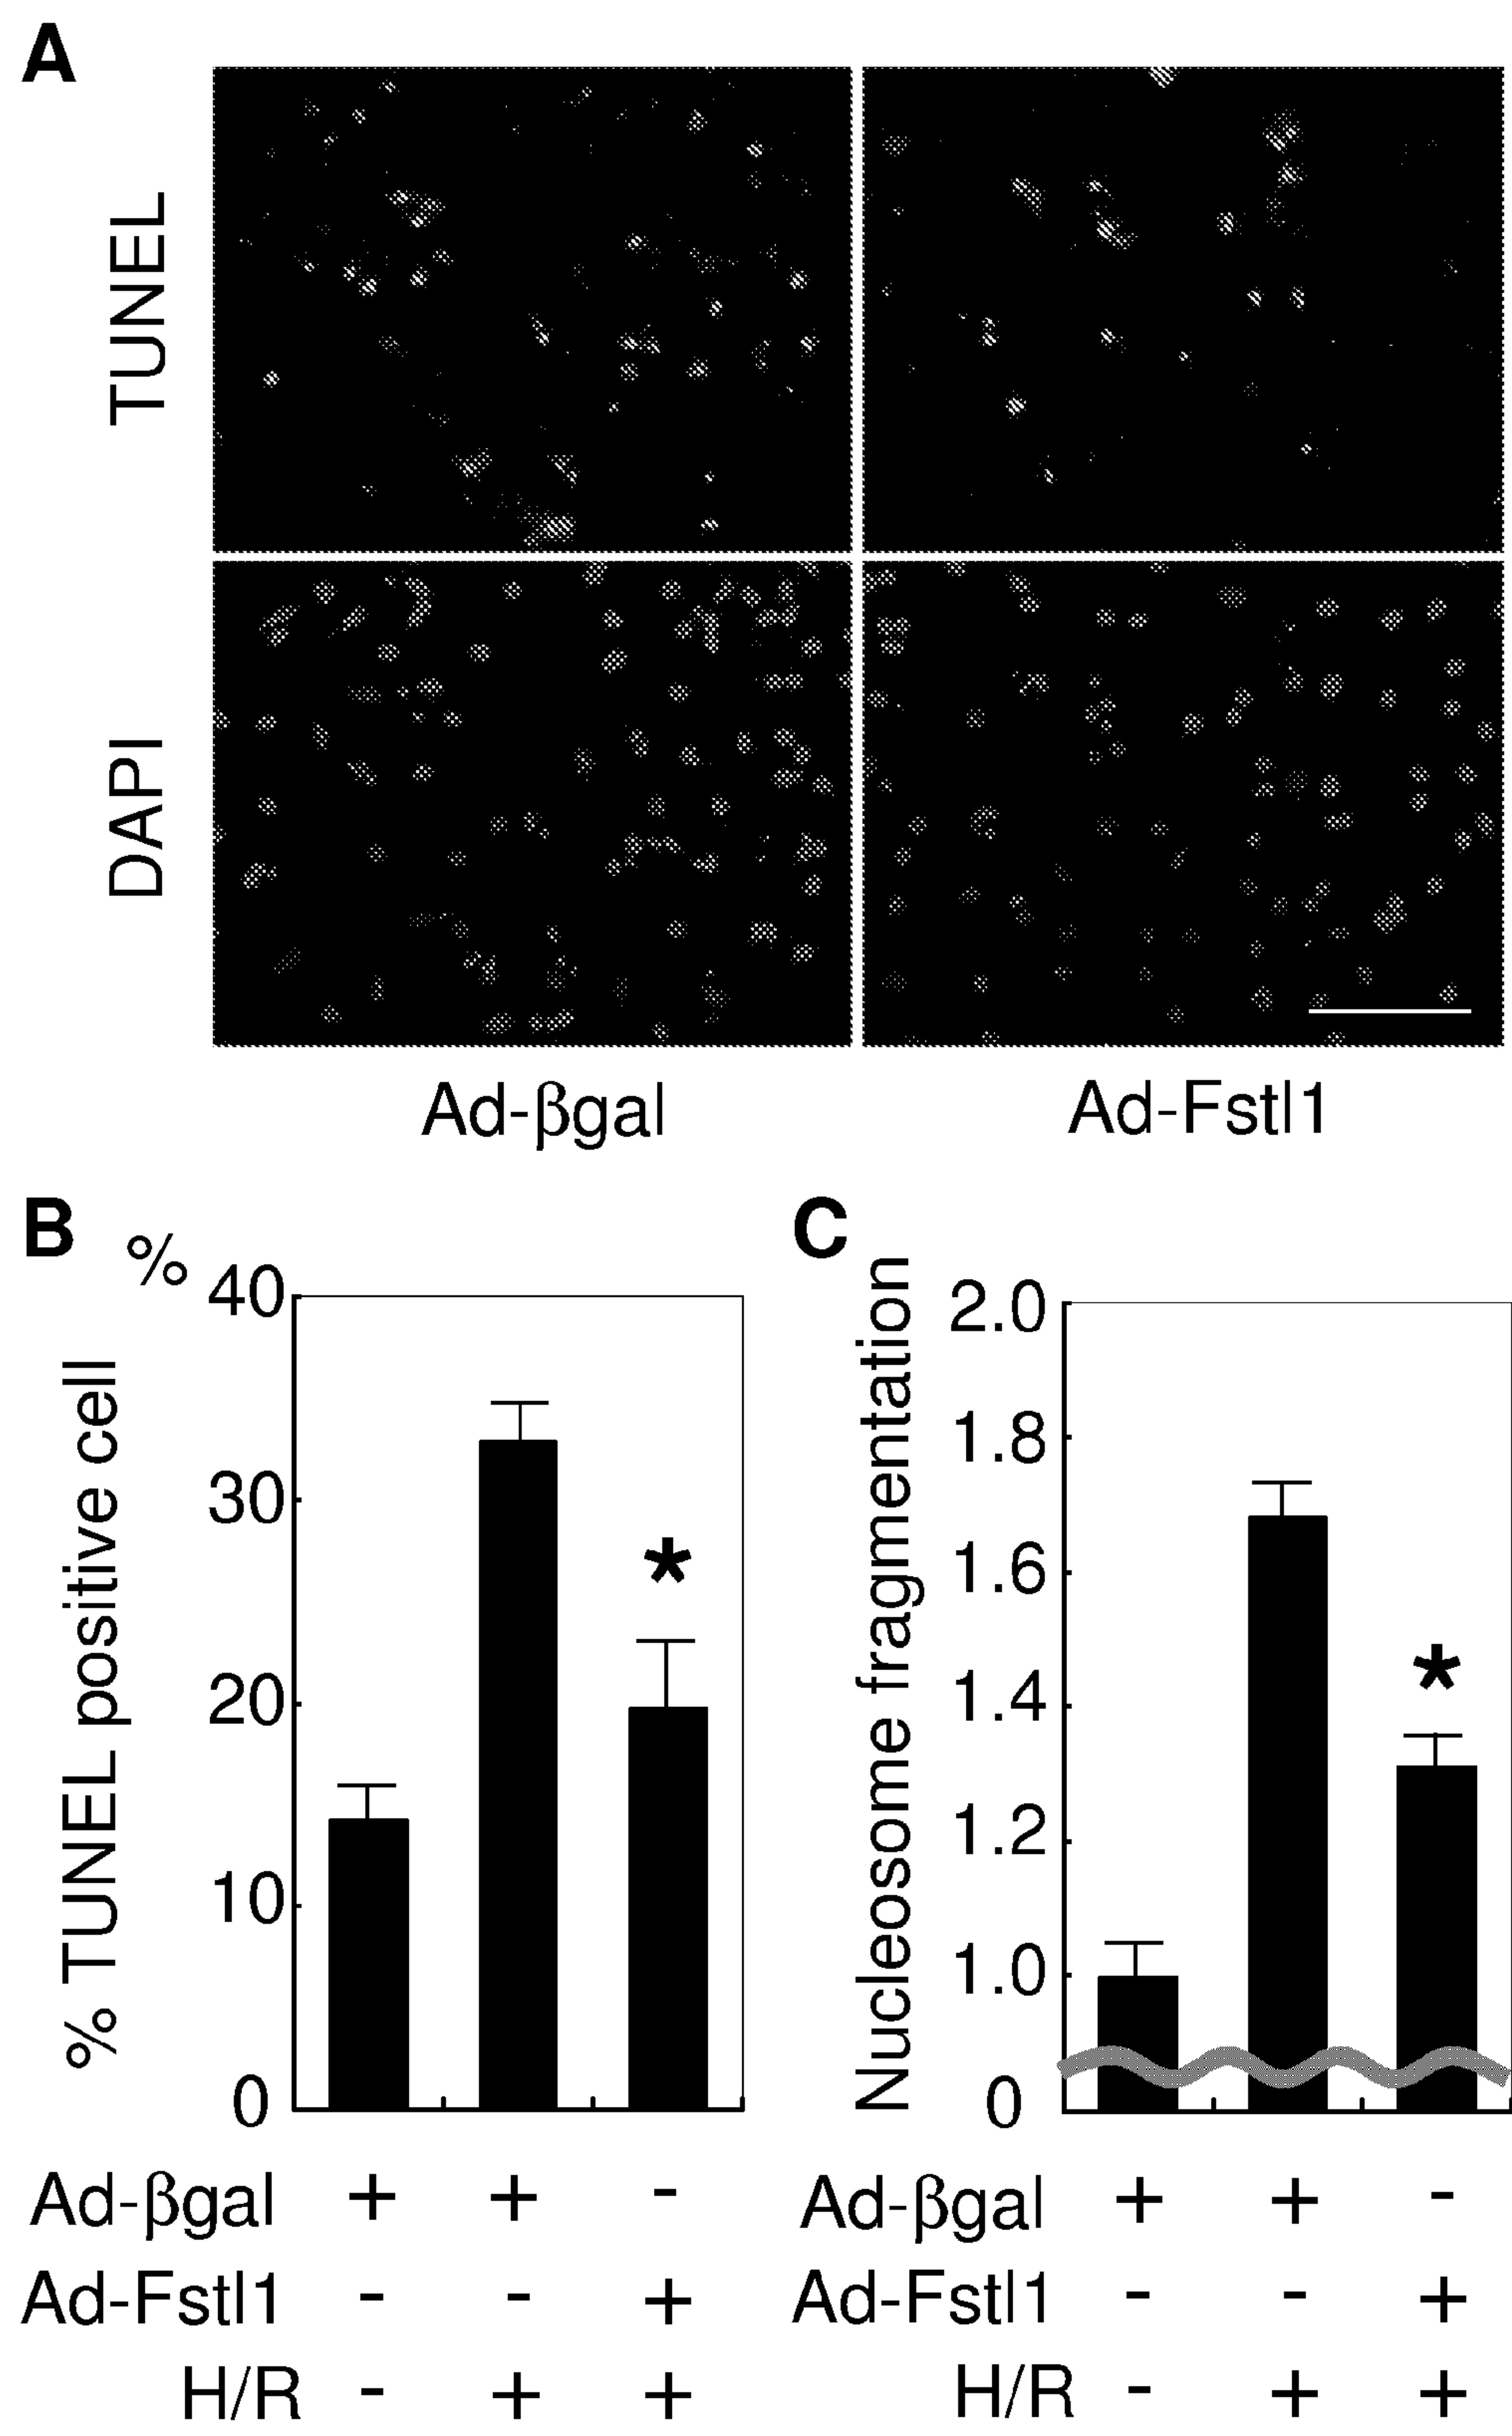 A
TUNEL
DAPI
Ad-βgal Ad-Fstl1
B
%
% TUNEL positive cell
40
30
*
20
10
0
Ad-βgal + + -
Ad-Fstl1 - - +
H/R - + +
C
Nucleosome fragmentation
2.0
1.8
1.6
1.4
*
1.2
1.0
0
Ad-βgal + + -
Ad-Fstl1 - - +
H/R - + +